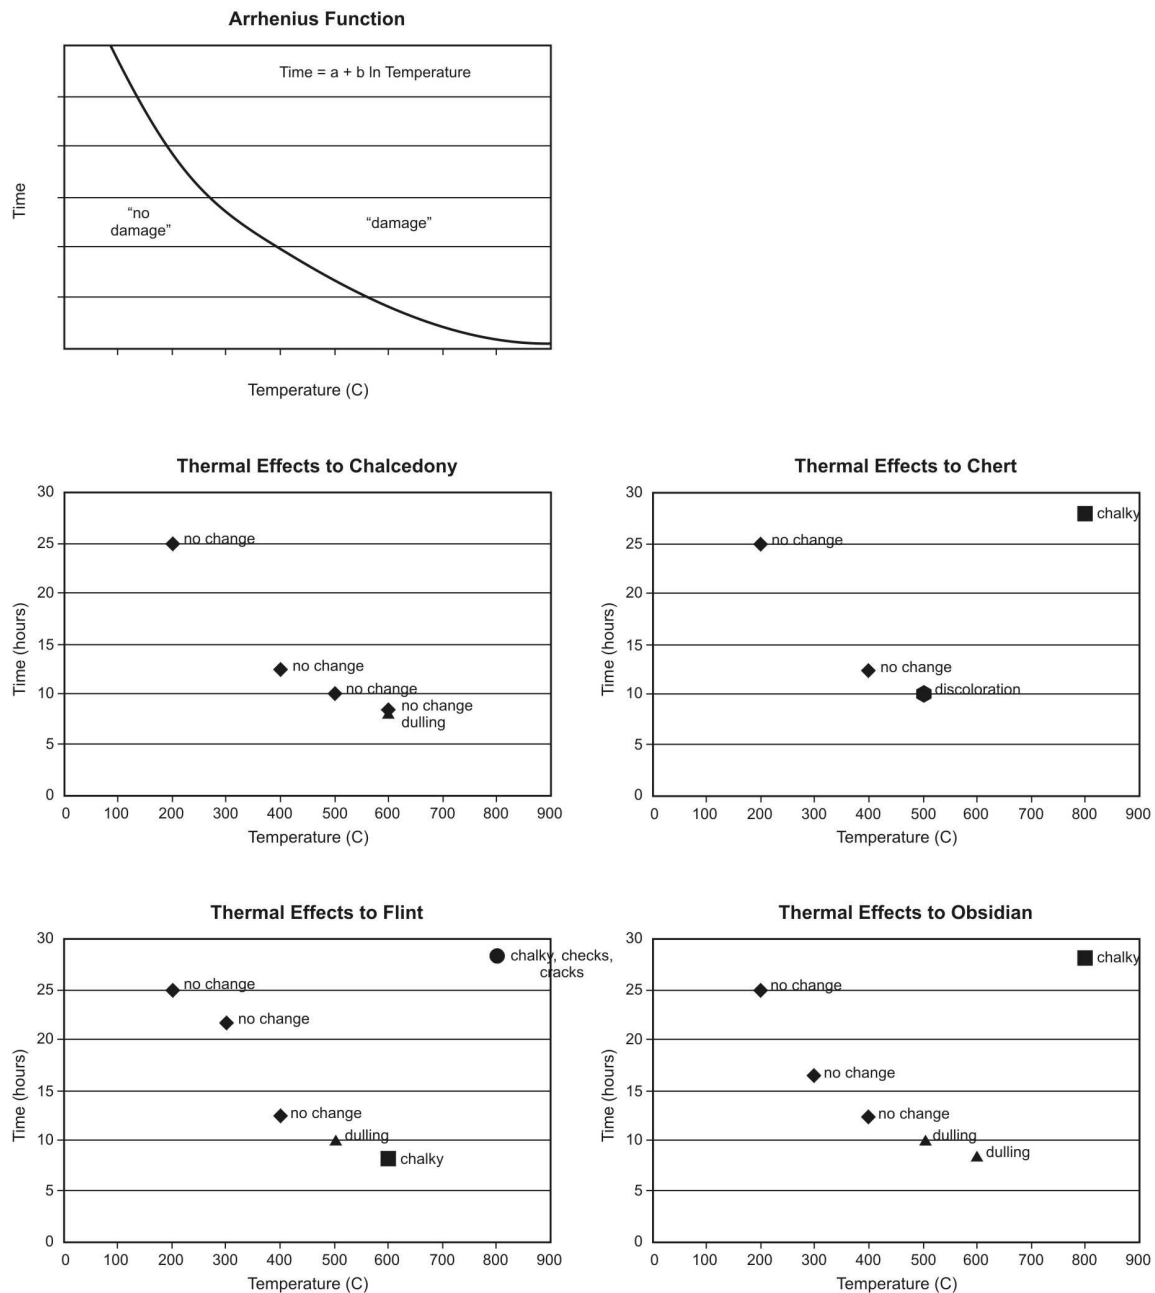 Arrhenius Function
Time = a + b ln Temperature
Time
“no
damage”
“damage”
Temperature (C)
Thermal Effects to Chalcedony
30
25
20
15
10
5
0
Time (hours)
no change
no change
no change
no change
dulling
0 100 200 300 400 500 600 700 800 900
Temperature (C)
Thermal Effects to Chert
30
25
20
15
10
5
0
Time (hours)
chalky
no change
no change
discoloration
0 100 200 300 400 500 600 700 800 900
Temperature (C)
Thermal Effects to Flint
30
25
20
15
10
5
0
Time (hours)
chalky, checks,
cracks
no change
no change
no change
dulling
chalky
0 100 200 300 400 500 600 700 800 900
Temperature (C)
Thermal Effects to Obsidian
30
25
20
15
10
5
0
Time (hours)
chalky
no change
no change
no change
dulling
dulling
0 100 200 300 400 500 600 700 800 900
Temperature (C)